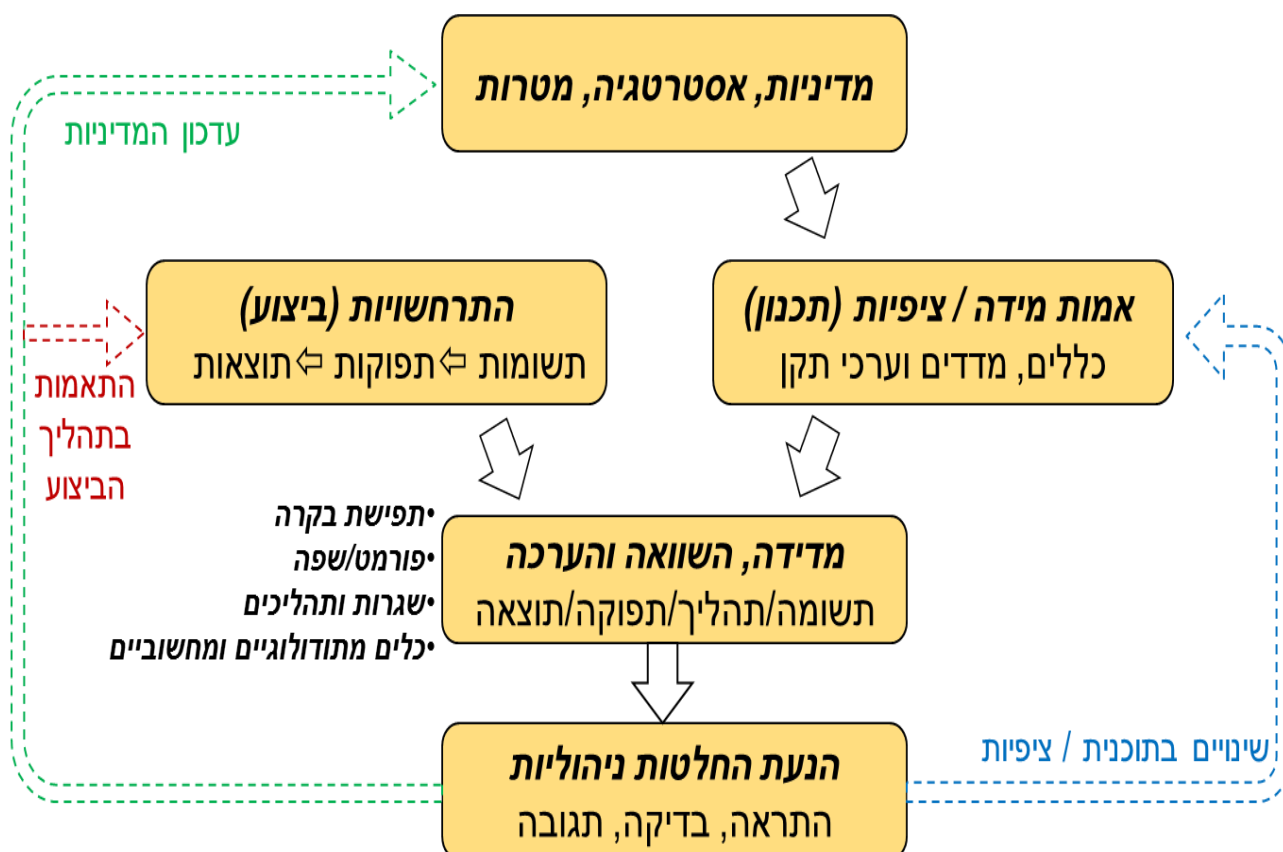 מדיניות, אסטרטגיה, מטרות
עדכון המדיניות
אמות מידה / ציפיות (תכנון)
כללים, מדדים וערכי תקן
התרחשויות (ביצוע)
תשומות ⇦ תפוקות ⇦ תוצאות
התאמות
בתהליך
הביצוע
מדידה, השוואה והערכה
תשומה/תהליך/תפוקה/תוצאה
•תפישת בקרה
•פורמט/שפה
•שגרות ותהליכים
•כלים מתודולוגיים ומחשוביים
הנעת החלטות ניהוליות
התראה, בדיקה, תגובה
שינויים בתוכנית / ציפיות